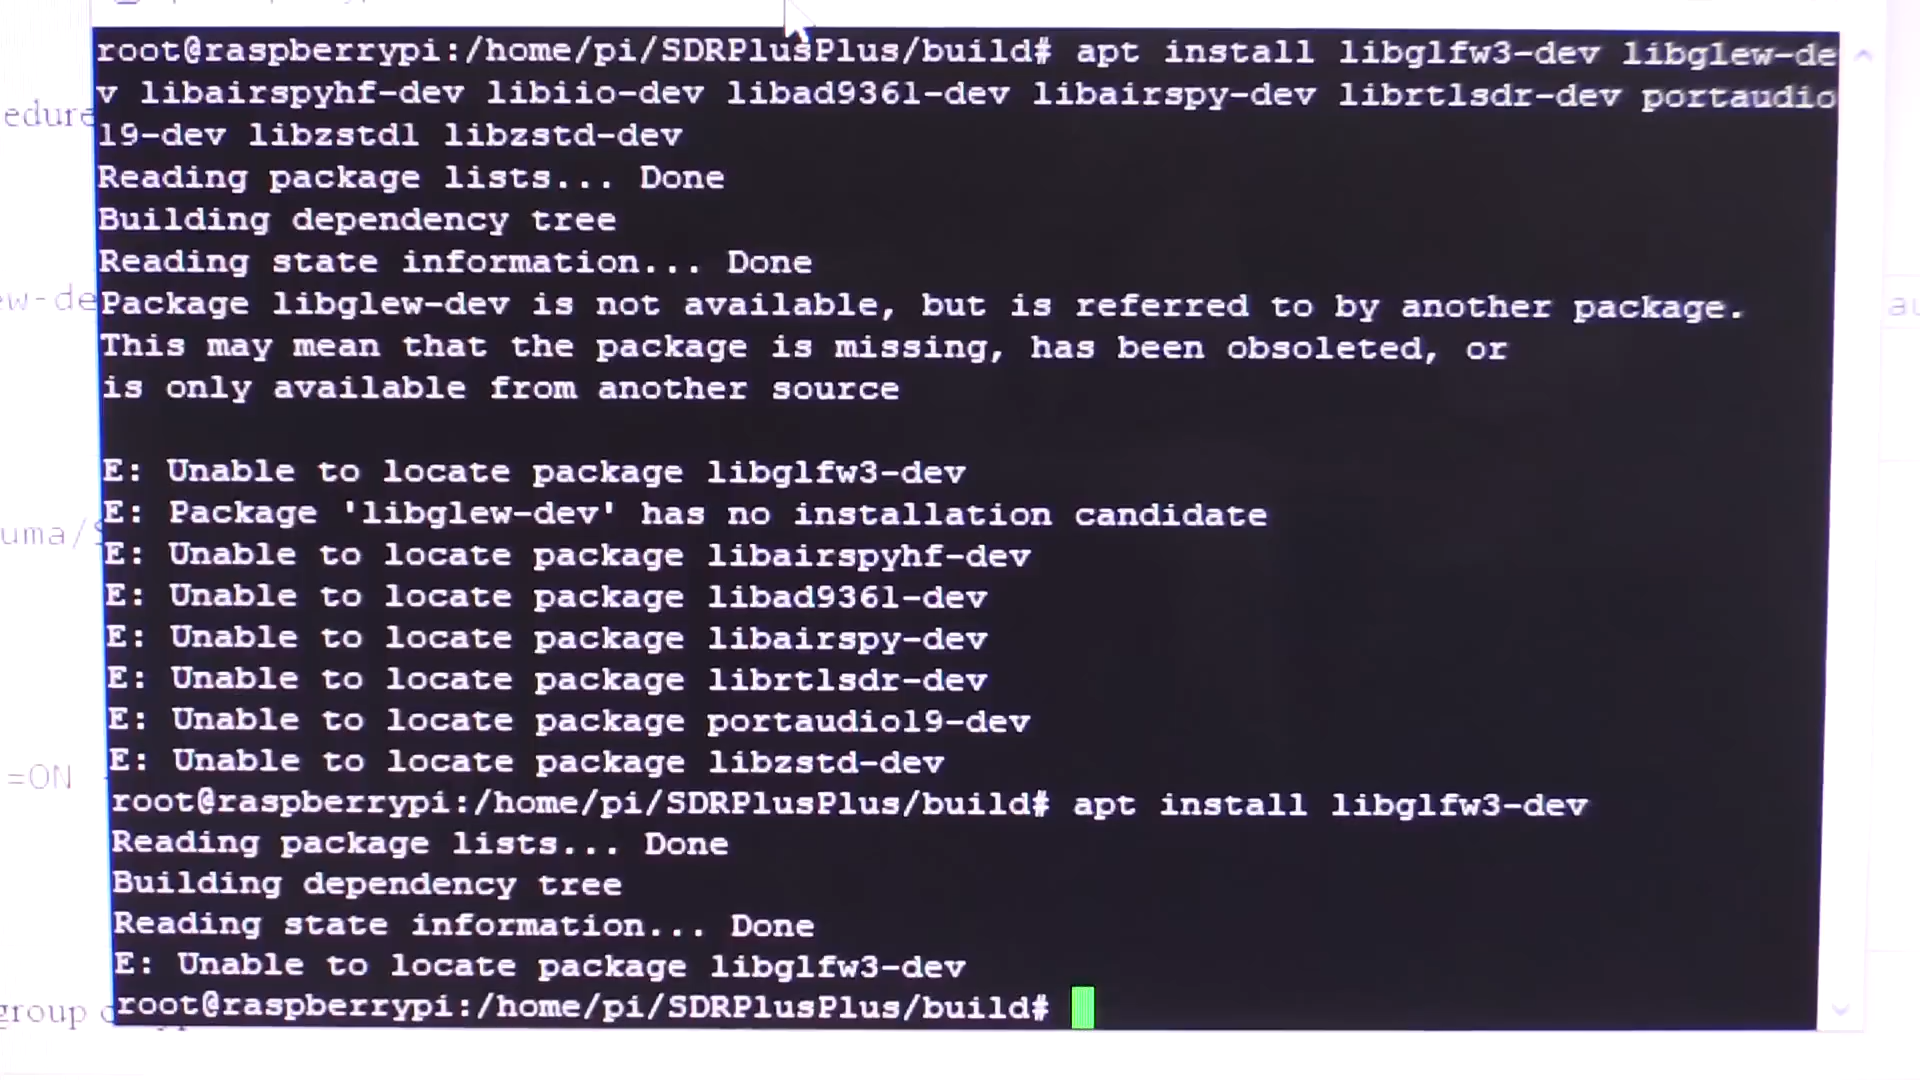 root@raspberrypi:/home/pi/SDRPlusPlus/build# apt install libglfw3-dev libglew-de
v libairspyhf-dev libiio-dev libad9361-dev libairspy-dev librtlsdr-dev portaudio
19-dev libzstd1 libzstd-dev
Reading package lists... Done
Building dependency tree
Reading state information... Done
Package libglew-dev is not available, but is referred to by another package.
This may mean that the package is missing, has been obsoleted, or
is only available from another source
E: Unable to locate package libglfw3-dev
E: Package 'libglew-dev' has no installation candidate
E: Unable to locate package libairspyhf-dev
E: Unable to locate package libad9361-dev
E: Unable to locate package libairspy-dev
E: Unable to locate package librtlsdr-dev
E: Unable to locate package portaudio19-dev
E: Unable to locate package libzstd-dev
root@raspberrypi:/home/pi/SDRPlusPlus/build# apt install libglfw3-dev
Reading package lists... Done
Building dependency tree
Reading state information... Done
E: Unable to locate package libglfw3-dev
root@raspberrypi:/home/pi/SDRPlusPlus/build#
edure
ew-de
uma/
=ON
group